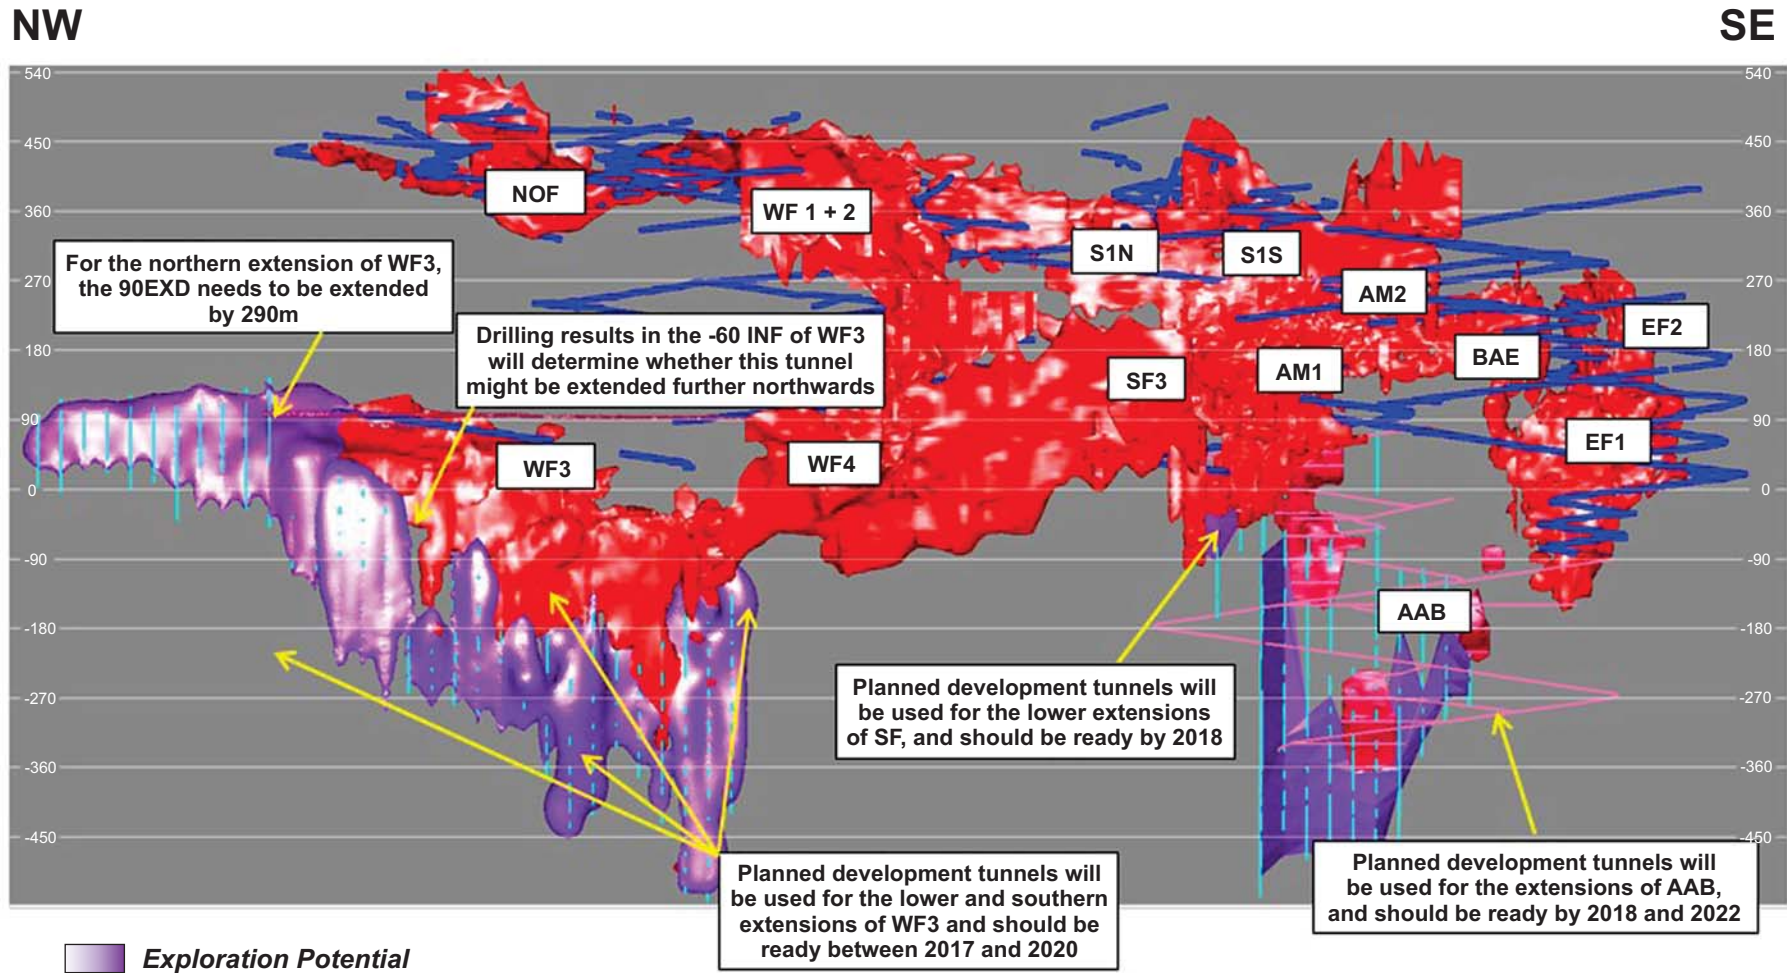 NW
SE
540
540
450
450
360
360
270
270
180
180
90
90
0
0
-90
-90
-180
-180
-270
-270
-360
-360
-450
-450
NOF
WF 1 + 2
S1N
S1S
AM2
EF2
BAE
AM1
SF3
EF1
WF4
WF3
AAB
For the northern extension of WF3,
the 90EXD needs to be extended
by 290m
Drilling results in the -60 INF of WF3
will determine whether this tunnel
might be extended further northwards
Planned development tunnels will
be used for the lower extensions
of SF, and should be ready by 2018
Planned development tunnels will
be used for the lower and southern
extensions of WF3 and should be
ready between 2017 and 2020
Planned development tunnels will
be used for the extensions of AAB,
and should be ready by 2018 and 2022
Exploration Potential